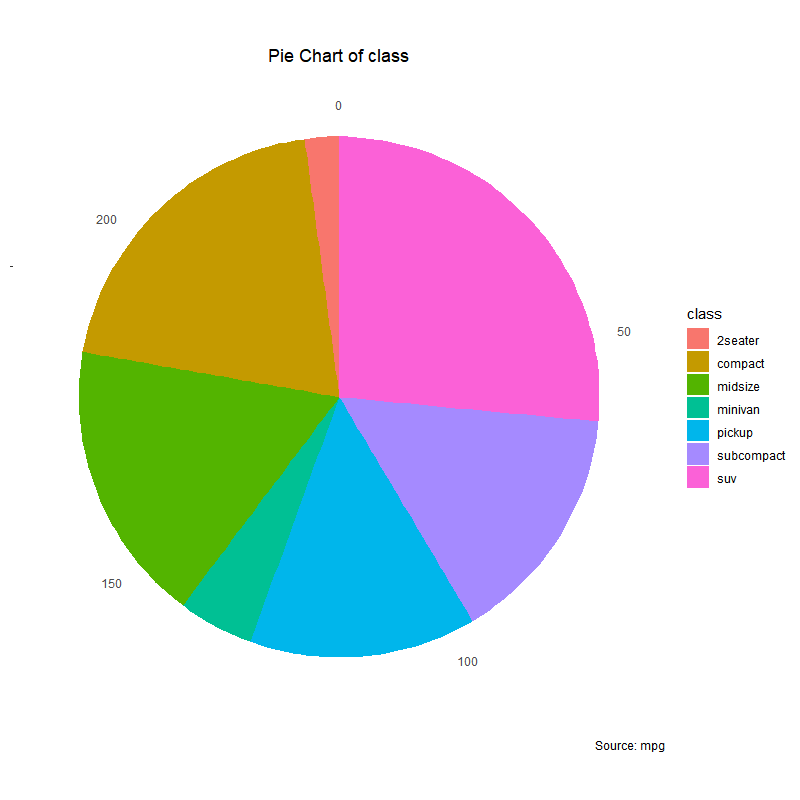 Pie Chart of class
0
200
-
50
class
2seater
compact
midsize
minivan
pickup
subcompact
suv
150
100
Source: mpg